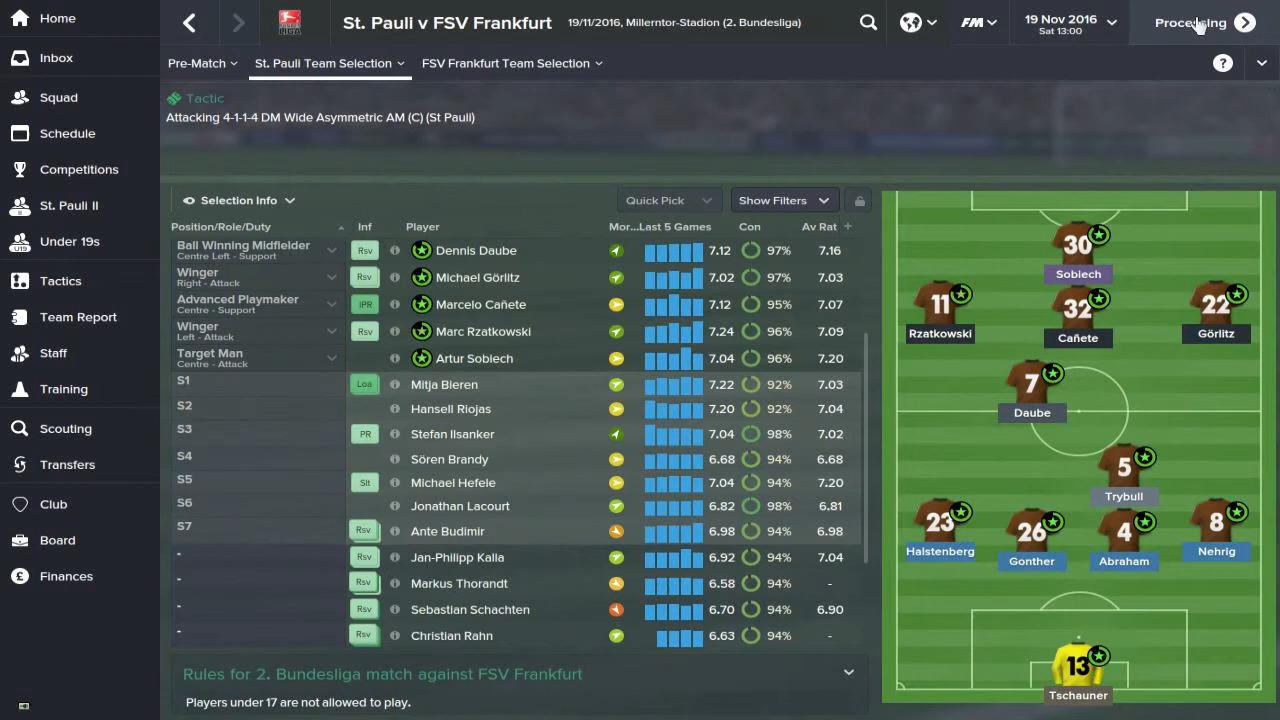 Home
St. Pauli v FSV Frankfurt
19/11/2016, Millerntor-Stadion (2. Bundesliga)
FM
19 Nov 2016
Sat 13:00
Processing
Inbox
Pre-Match
St. Pauli Team Selection
FSV Frankfurt Team Selection
?
Squad
Tactic
Attacking 4-1-1-4 DM Wide Asymmetric AM (C) (St Pauli)
Schedule
Competitions
St. Pauli II
Under 19s
Tactics
Team Report
Staff
Training
Scouting
Transfers
Club
Board
Finances
Selection Info
Quick Pick
Show Filters
Position/Role/Duty Inf Player Mor...Last 5 Games Con Av Rat
Ball Winning Midfielder
Centre Left - Support
Rsv Dennis Daube 7.12 97% 7.16
Winger
Right - Attack
Rsv Michael Görlitz 7.02 97% 7.03
Advanced Playmaker
Centre - Support
IPR Marcelo Cañete 7.12 95% 7.07
Winger
Left - Attack
Rsv Marc Rzatkowski 7.24 96% 7.09
Target Man
Centre - Attack
Artur Sobiech 7.04 96% 7.20
S1 Loa Mitja Bieren 7.22 92% 7.03
S2 Hansell Riojas 7.20 92% 7.04
S3 PR Stefan Ilsanker 7.04 98% 7.02
S4 Sören Brandy 6.68 94% 6.68
S5 Slt Michael Hefele 7.04 94% 7.20
S6 Jonathan Lacourt 6.82 98% 6.81
S7 Rsv Ante Budimir 6.98 94% 6.98
- Rsv Jan-Philipp Kalla 6.92 94% 7.04
- Rsv Markus Thorandt 6.58 94% -
- Rsv Sebastian Schachten 6.70 94% 6.90
- Rsv Christian Rahn 6.63 94% -
Rules for 2. Bundesliga match against FSV Frankfurt
Players under 17 are not allowed to play.
30
Sobiech
11 32 22
Rzatkowski Cañete Görlitz
7
Daube
5
Trybull
23 26 4 8
Halstenberg Gonther Abraham Nehrig
13
Tschauner